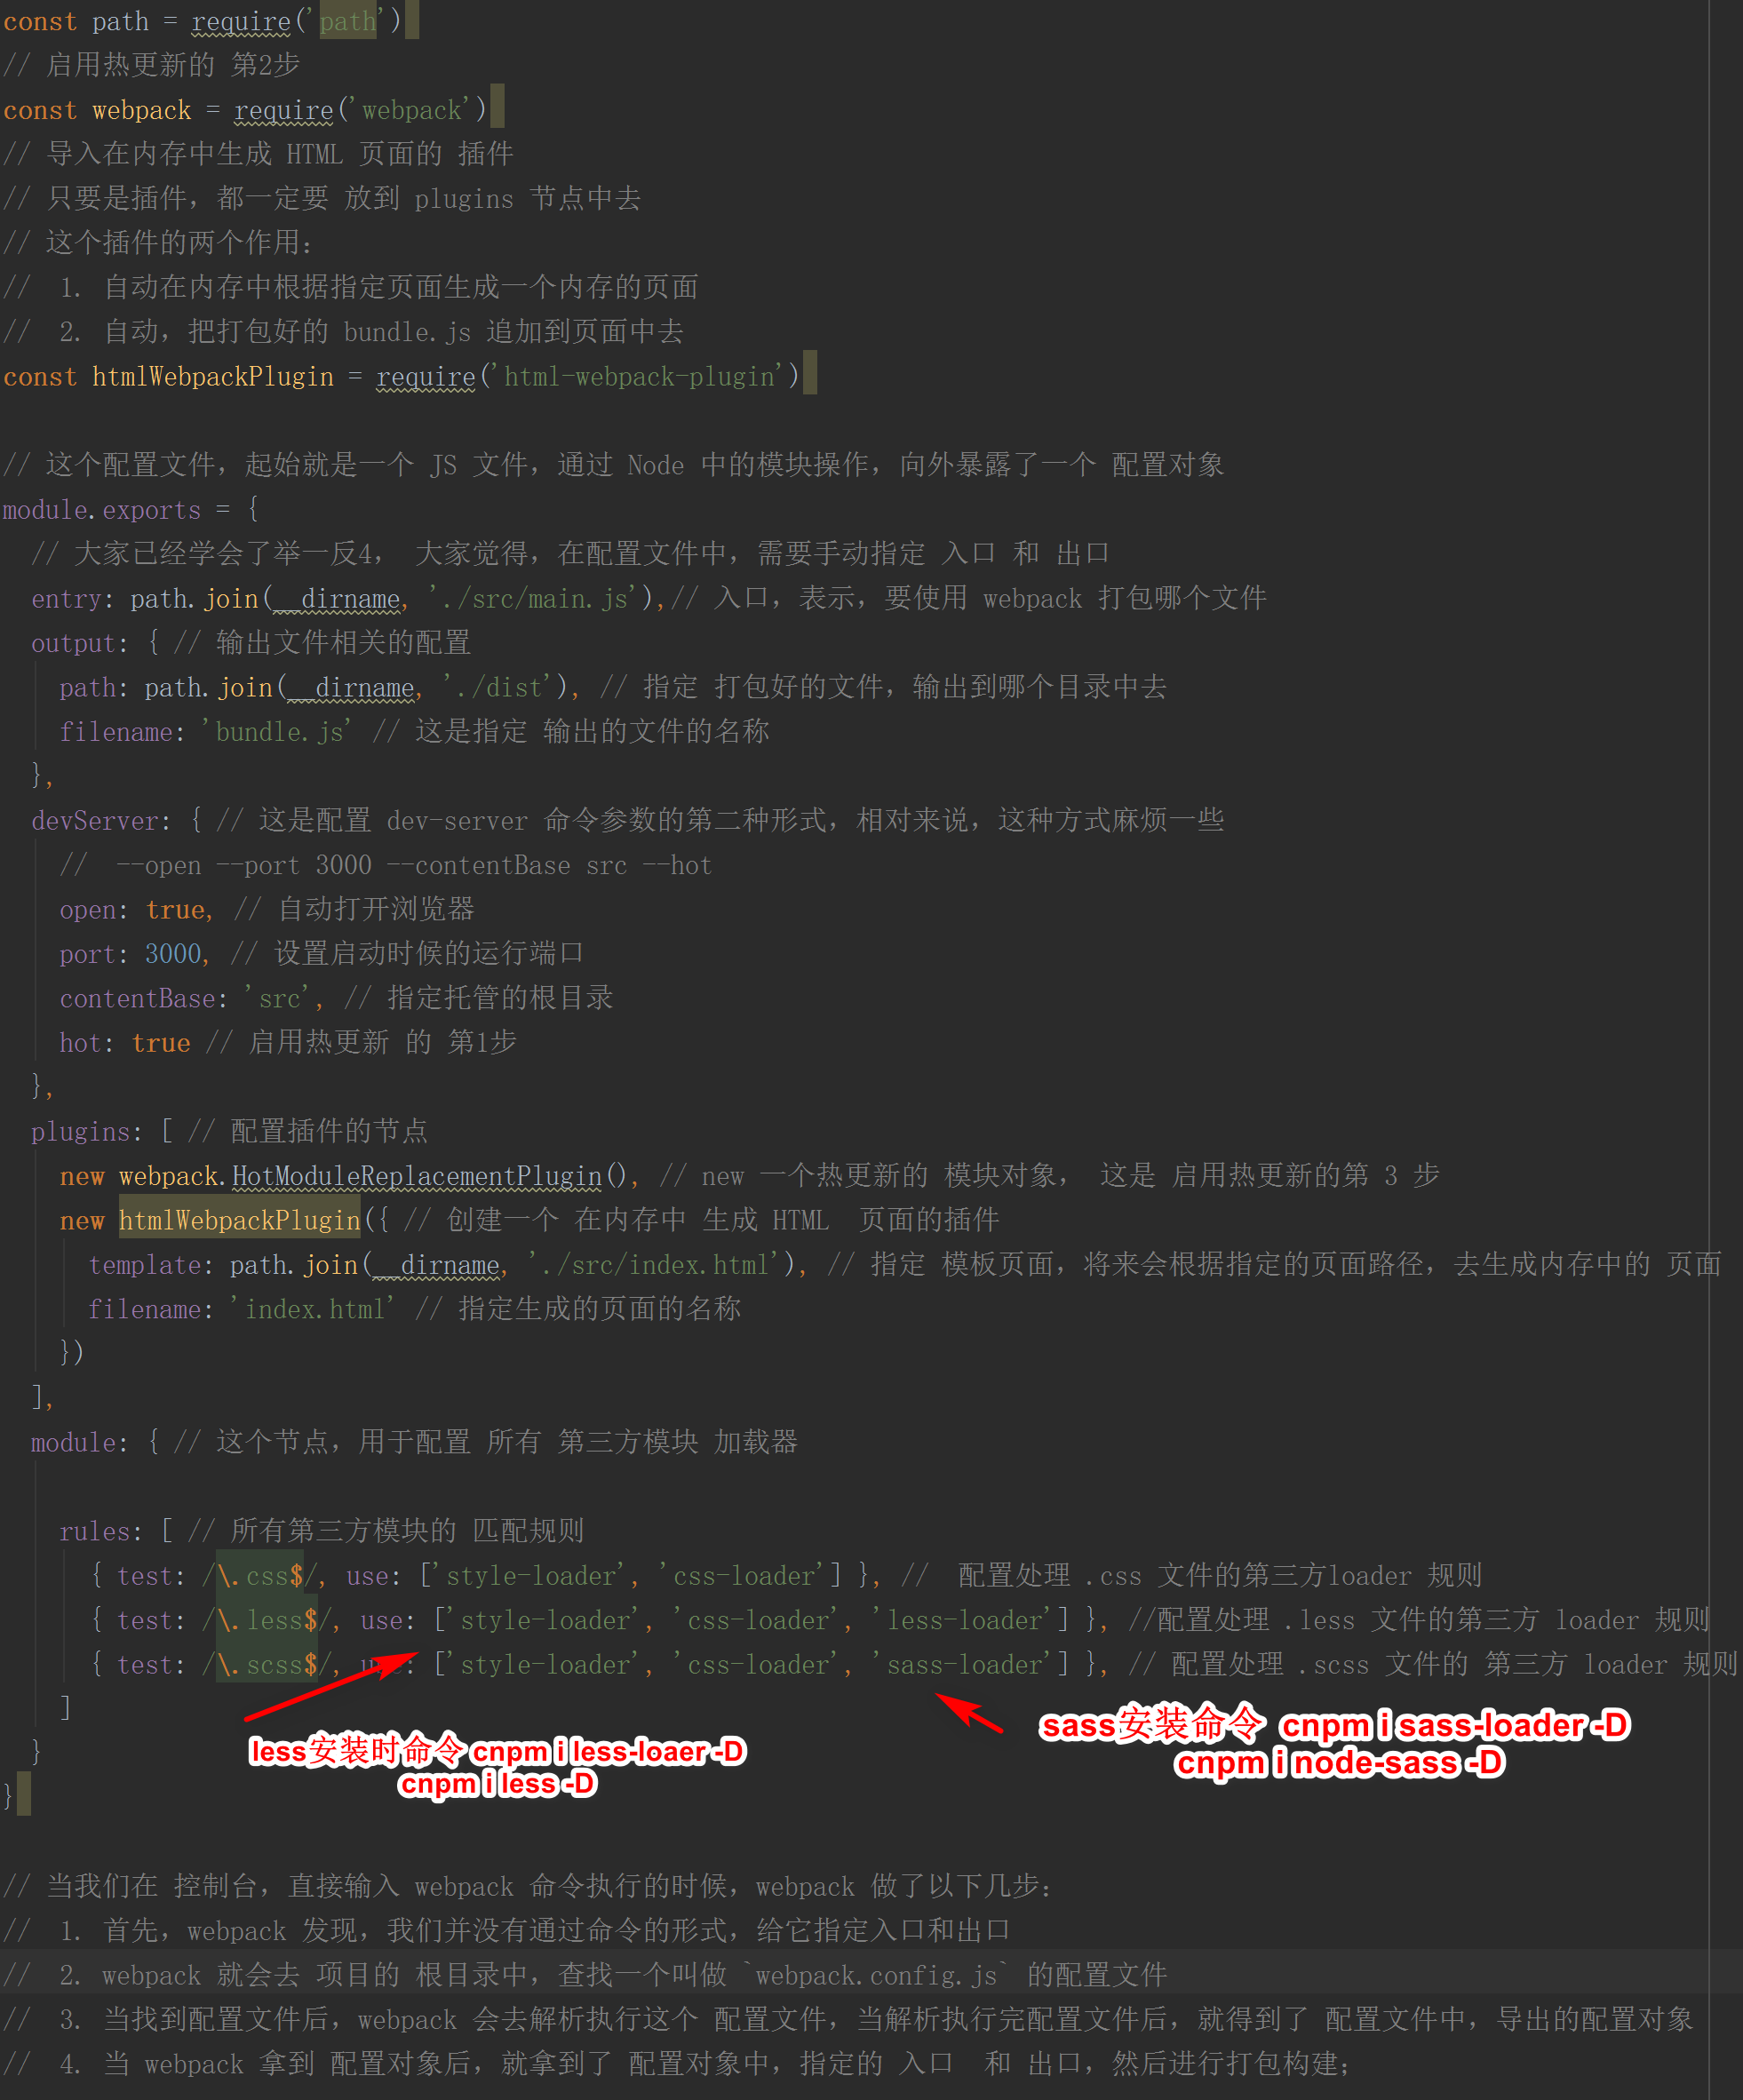 const path = require('path')
// 启用热更新的 第2步
const webpack = require('webpack')
// 导入在内存中生成 HTML 页面的 插件
// 只要是插件，都一定要 放到 plugins 节点中去
// 这个插件的两个作用：
//  1. 自动在内存中根据指定页面生成一个内存的页面
//  2. 自动，把打包好的 bundle.js 追加到页面中去
const htmlWebpackPlugin = require('html-webpack-plugin')
// 这个配置文件，起始就是一个 JS 文件，通过 Node 中的模块操作，向外暴露了一个 配置对象
module.exports = {
  // 大家已经学会了举一反4， 大家觉得，在配置文件中，需要手动指定 入口 和 出口
  entry: path.join(__dirname, './src/main.js'),// 入口，表示，要使用 webpack 打包哪个文件
  output: { // 输出文件相关的配置
    path: path.join(__dirname, './dist'), // 指定 打包好的文件，输出到哪个目录中去
    filename: 'bundle.js' // 这是指定 输出的文件的名称
  },
  devServer: { // 这是配置 dev-server 命令参数的第二种形式，相对来说，这种方式麻烦一些
    //  --open --port 3000 --contentBase src --hot
    open: true, // 自动打开浏览器
    port: 3000, // 设置启动时候的运行端口
    contentBase: 'src', // 指定托管的根目录
    hot: true // 启用热更新 的 第1步
  },
  plugins: [ // 配置插件的节点
    new webpack.HotModuleReplacementPlugin(), // new 一个热更新的 模块对象， 这是 启用热更新的第 3 步
    new htmlWebpackPlugin({ // 创建一个 在内存中 生成 HTML  页面的插件
      template: path.join(__dirname, './src/index.html'), // 指定 模板页面，将来会根据指定的页面路径，去生成内存中的 页面
      filename: 'index.html' // 指定生成的页面的名称
    })
  ],
  module: { // 这个节点，用于配置 所有 第三方模块 加载器
    rules: [ // 所有第三方模块的 匹配规则
      { test: /\.css$/, use: ['style-loader', 'css-loader'] }, //  配置处理 .css 文件的第三方loader 规则
      { test: /\.less$/, use: ['style-loader', 'css-loader', 'less-loader'] }, //配置处理 .less 文件的第三方 loader 规则
      { test: /\.scss$/, use: ['style-loader', 'css-loader', 'sass-loader'] }, // 配置处理 .scss 文件的 第三方 loader 规则
    ]
sass安装命令 cnpm i sass-loader -D
cnpm i node-sass -D
less安装时命令 cnpm i less-loaer -D
cnpm i less -D
  }
}
// 当我们在 控制台，直接输入 webpack 命令执行的时候，webpack 做了以下几步：
//  1. 首先，webpack 发现，我们并没有通过命令的形式，给它指定入口和出口
//  2. webpack 就会去 项目的 根目录中，查找一个叫做 `webpack.config.js` 的配置文件
//  3. 当找到配置文件后，webpack 会去解析执行这个 配置文件，当解析执行完配置文件后，就得到了 配置文件中，导出的配置对象
//  4. 当 webpack 拿到 配置对象后，就拿到了 配置对象中，指定的 入口  和 出口，然后进行打包构建；